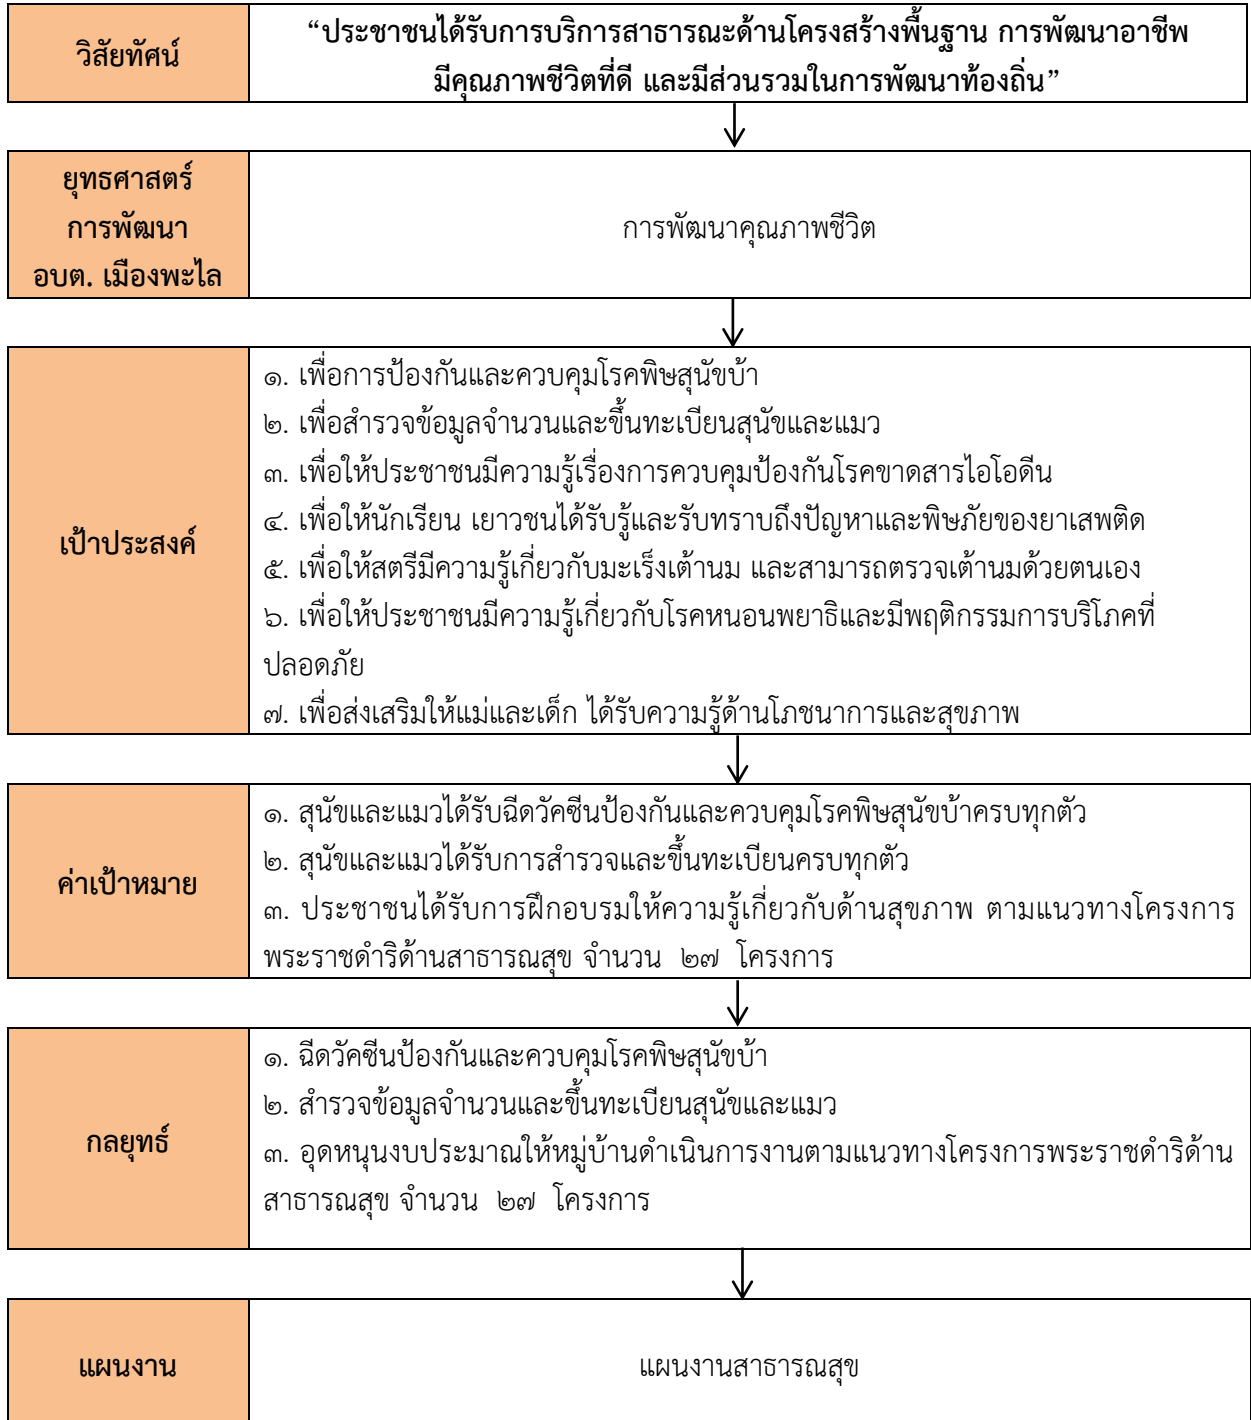 วิสัยทัศน์
“ประชาชนได้รับการบริการสาธารณะด้านโครงสร้างพื้นฐาน การพัฒนาอาชีพ
มีคุณภาพชีวิตที่ดี และมีส่วนรวมในการพัฒนาท้องถิ่น”
ยุทธศาสตร์
การพัฒนา
อบต. เมืองพะไล
การพัฒนาคุณภาพชีวิต
เป้าประสงค์
๑. เพื่อการป้องกันและควบคุมโรคพิษสุนัขบ้า
๒. เพื่อสำรวจข้อมูลจำนวนและขึ้นทะเบียนสุนัขและแมว
๓. เพื่อให้ประชาชนมีความรู้เรื่องการควบคุมป้องกันโรคขาดสารไอโอดีน
๔. เพื่อให้นักเรียน เยาวชนได้รับรู้และรับทราบถึงปัญหาและพิษภัยของยาเสพติด
๕. เพื่อให้สตรีมีความรู้เกี่ยวกับมะเร็งเต้านม และสามารถตรวจเต้านมด้วยตนเอง
๖. เพื่อให้ประชาชนมีความรู้เกี่ยวกับโรคหนอนพยาธิและมีพฤติกรรมการบริโภคที่
ปลอดภัย
๗. เพื่อส่งเสริมให้แม่และเด็ก ได้รับความรู้ด้านโภชนาการและสุขภาพ
ค่าเป้าหมาย
๑. สุนัขและแมวได้รับฉีดวัคซีนป้องกันและควบคุมโรคพิษสุนัขบ้าครบทุกตัว
๒. สุนัขและแมวได้รับการสำรวจและขึ้นทะเบียนครบทุกตัว
๓. ประชาชนได้รับการฝึกอบรมให้ความรู้เกี่ยวกับด้านสุขภาพ ตามแนวทางโครงการ
พระราชดำริด้านสาธารณสุข จำนวน ๒๗ โครงการ
กลยุทธ์
๑. ฉีดวัคซีนป้องกันและควบคุมโรคพิษสุนัขบ้า
๒. สำรวจข้อมูลจำนวนและขึ้นทะเบียนสุนัขและแมว
๓. อุดหนุนงบประมาณให้หมู่บ้านดำเนินการงานตามแนวทางโครงการพระราชดำริด้าน
สาธารณสุข จำนวน ๒๗ โครงการ
แผนงาน
แผนงานสาธารณสุข